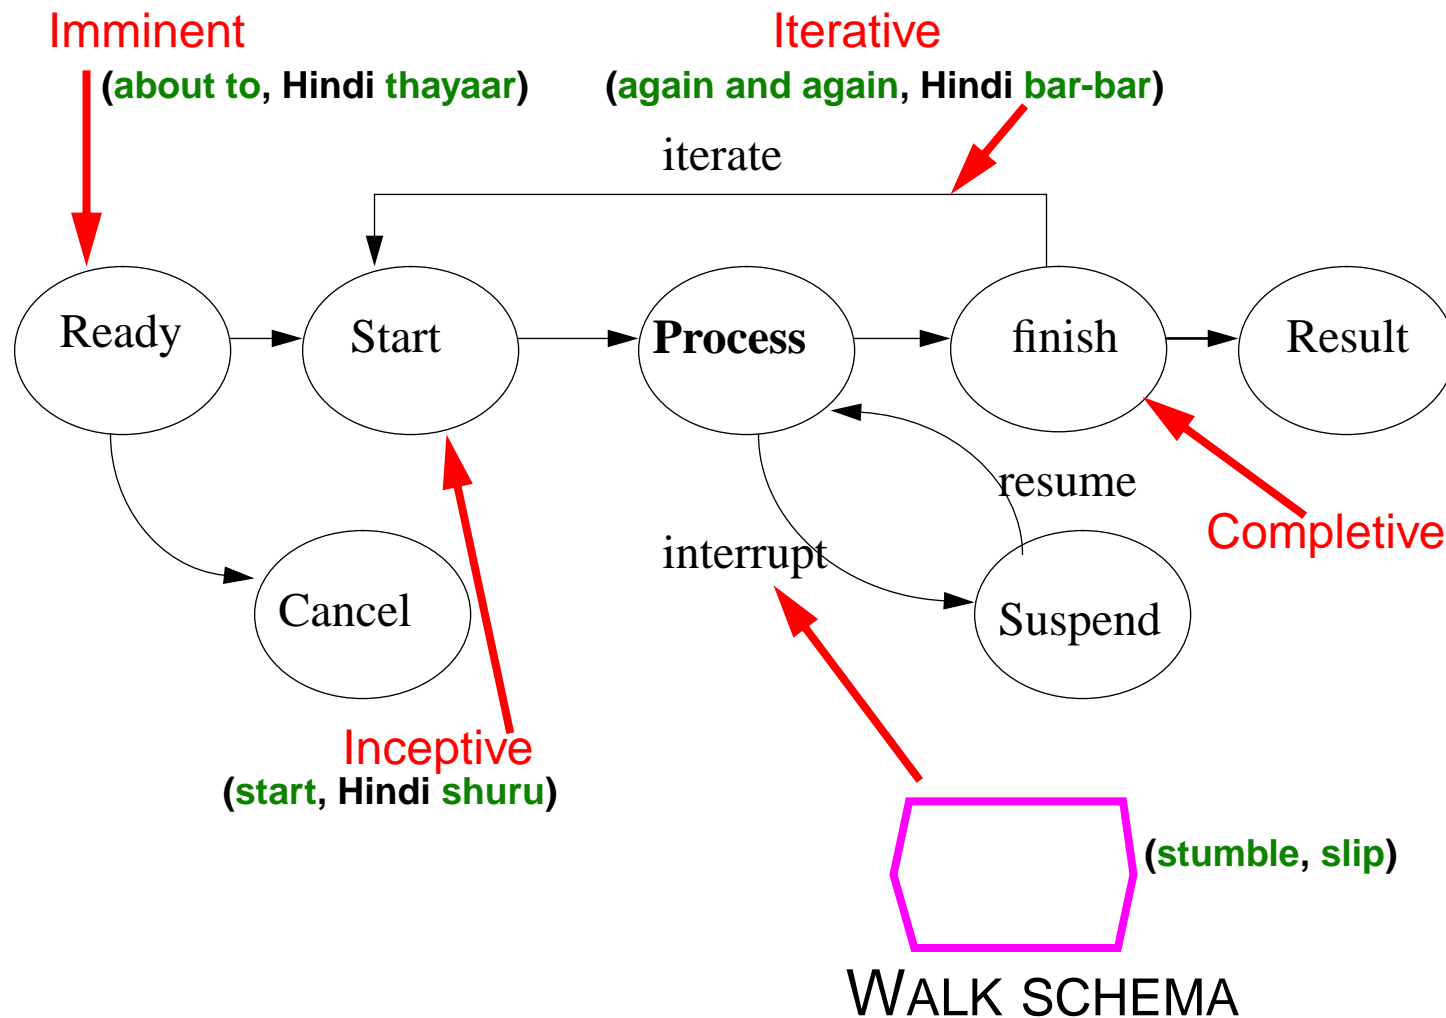 Imminent
Iterative
(about to, Hindi thayaar)
(again and again, Hindi bar-bar)
iterate
Ready
Start
Process
finish
Result
resume
Completive
interrupt
Cancel
Suspend
Inceptive
(start, Hindi shuru)
(stumble, slip)
WALK SCHEMA